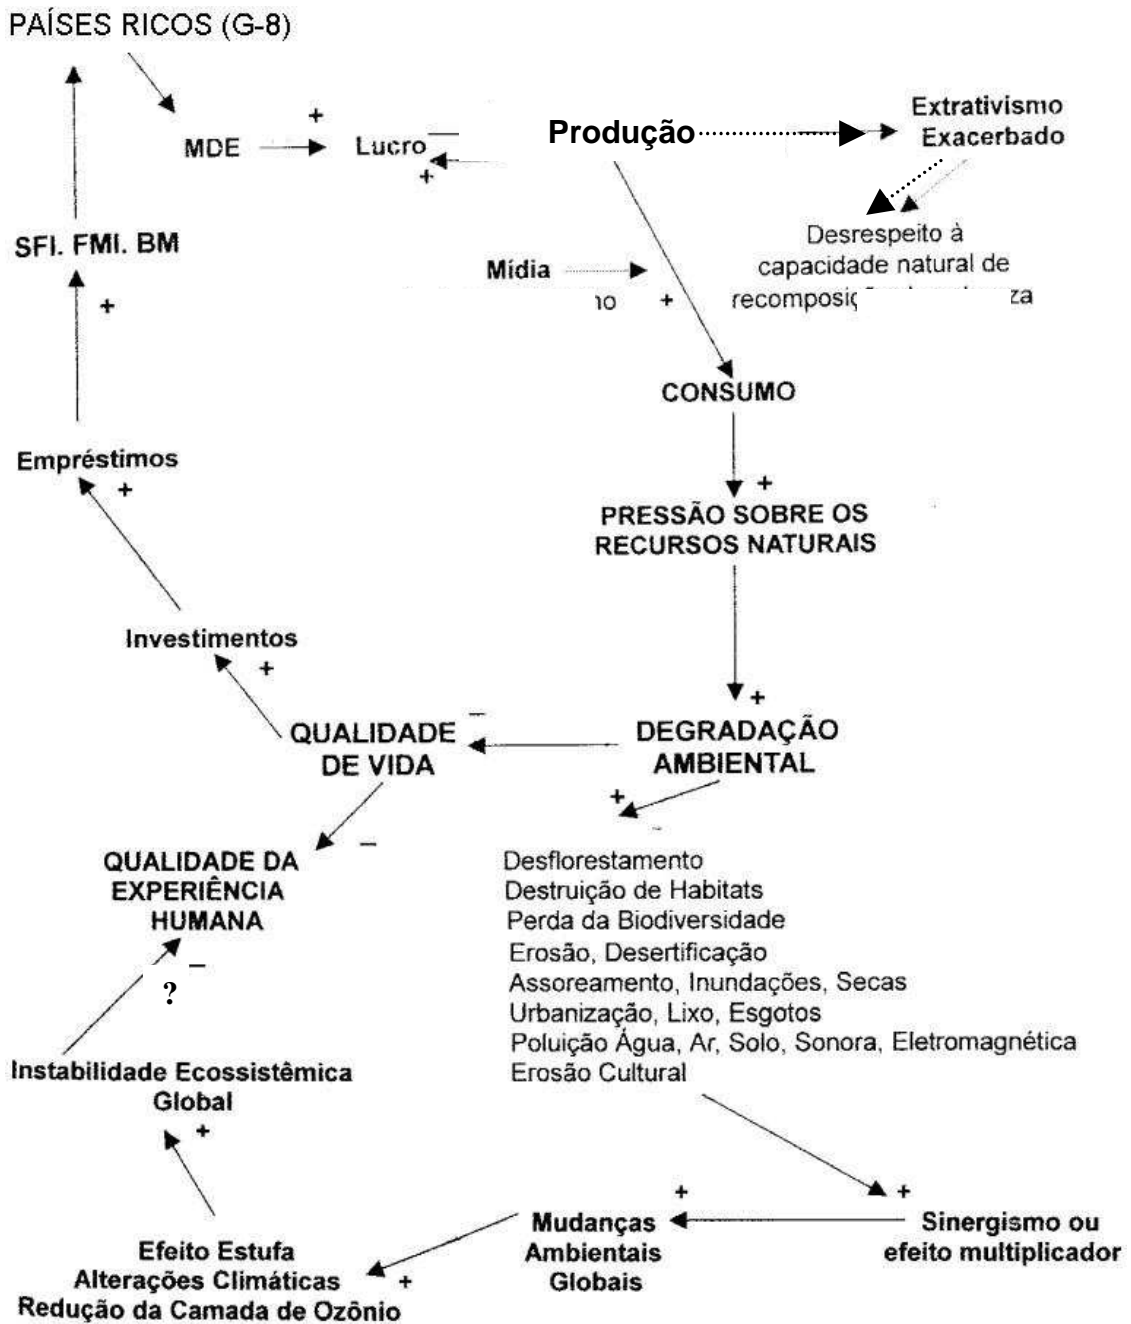 PAÍSES RICOS (G-8)
MDE
+
Lucro
—
+
Produção
Extrativismo
Exacerbado
Desrespeito à
capacidade natural de
SFI. FMI. BM
+
Mídia
+
CONSUMO
Empréstimos
+
+
PRESSÃO SOBRE OS
RECURSOS NATURAIS
Investimentos
+
+
QUALIDADE
DE VIDA
—
DEGRADAÇÃO
AMBIENTAL
+
—
QUALIDADE DA
EXPERIÊNCIA
HUMANA
—
?
Desflorestamento
Destruição de Habitats
Perda da Biodiversidade
Erosão, Desertificação
Assoreamento, Inundações, Secas
Urbanização, Lixo, Esgotos
Poluição Água, Ar, Solo, Sonora, Eletromagnética
Erosão Cultural
Instabilidade Ecossistêmica
Global
+
+
+
Sinergismo ou
efeito multiplicador
Mudanças
Ambientais
Globais
Efeito Estufa
Alterações Climáticas
+
Redução da Camada de Ozônio